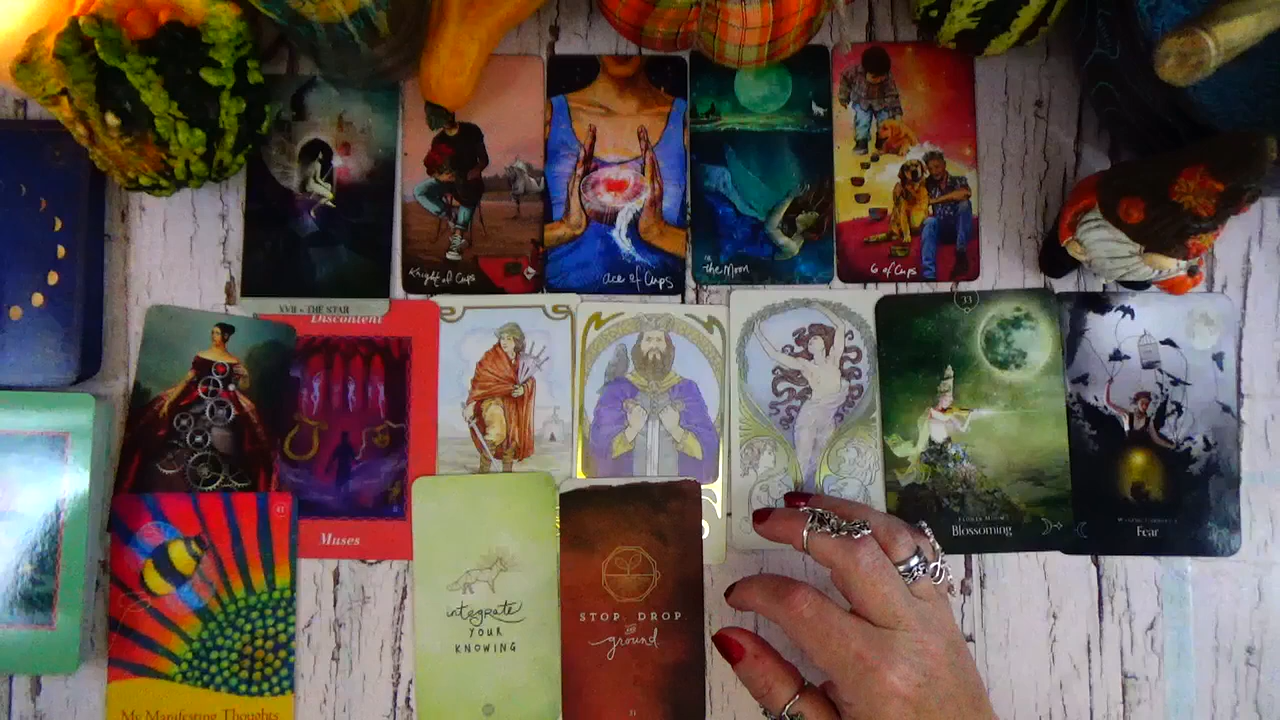 Knight of Cups
ace of Cups
the Moon
6 of Cups
XVII • THE STAR
Discontent
Muses
33
Blossoming
Fear
integrate
YOUR
KNOWING
STOP, DROP
and
ground.
41
My Manifesting Thoughts